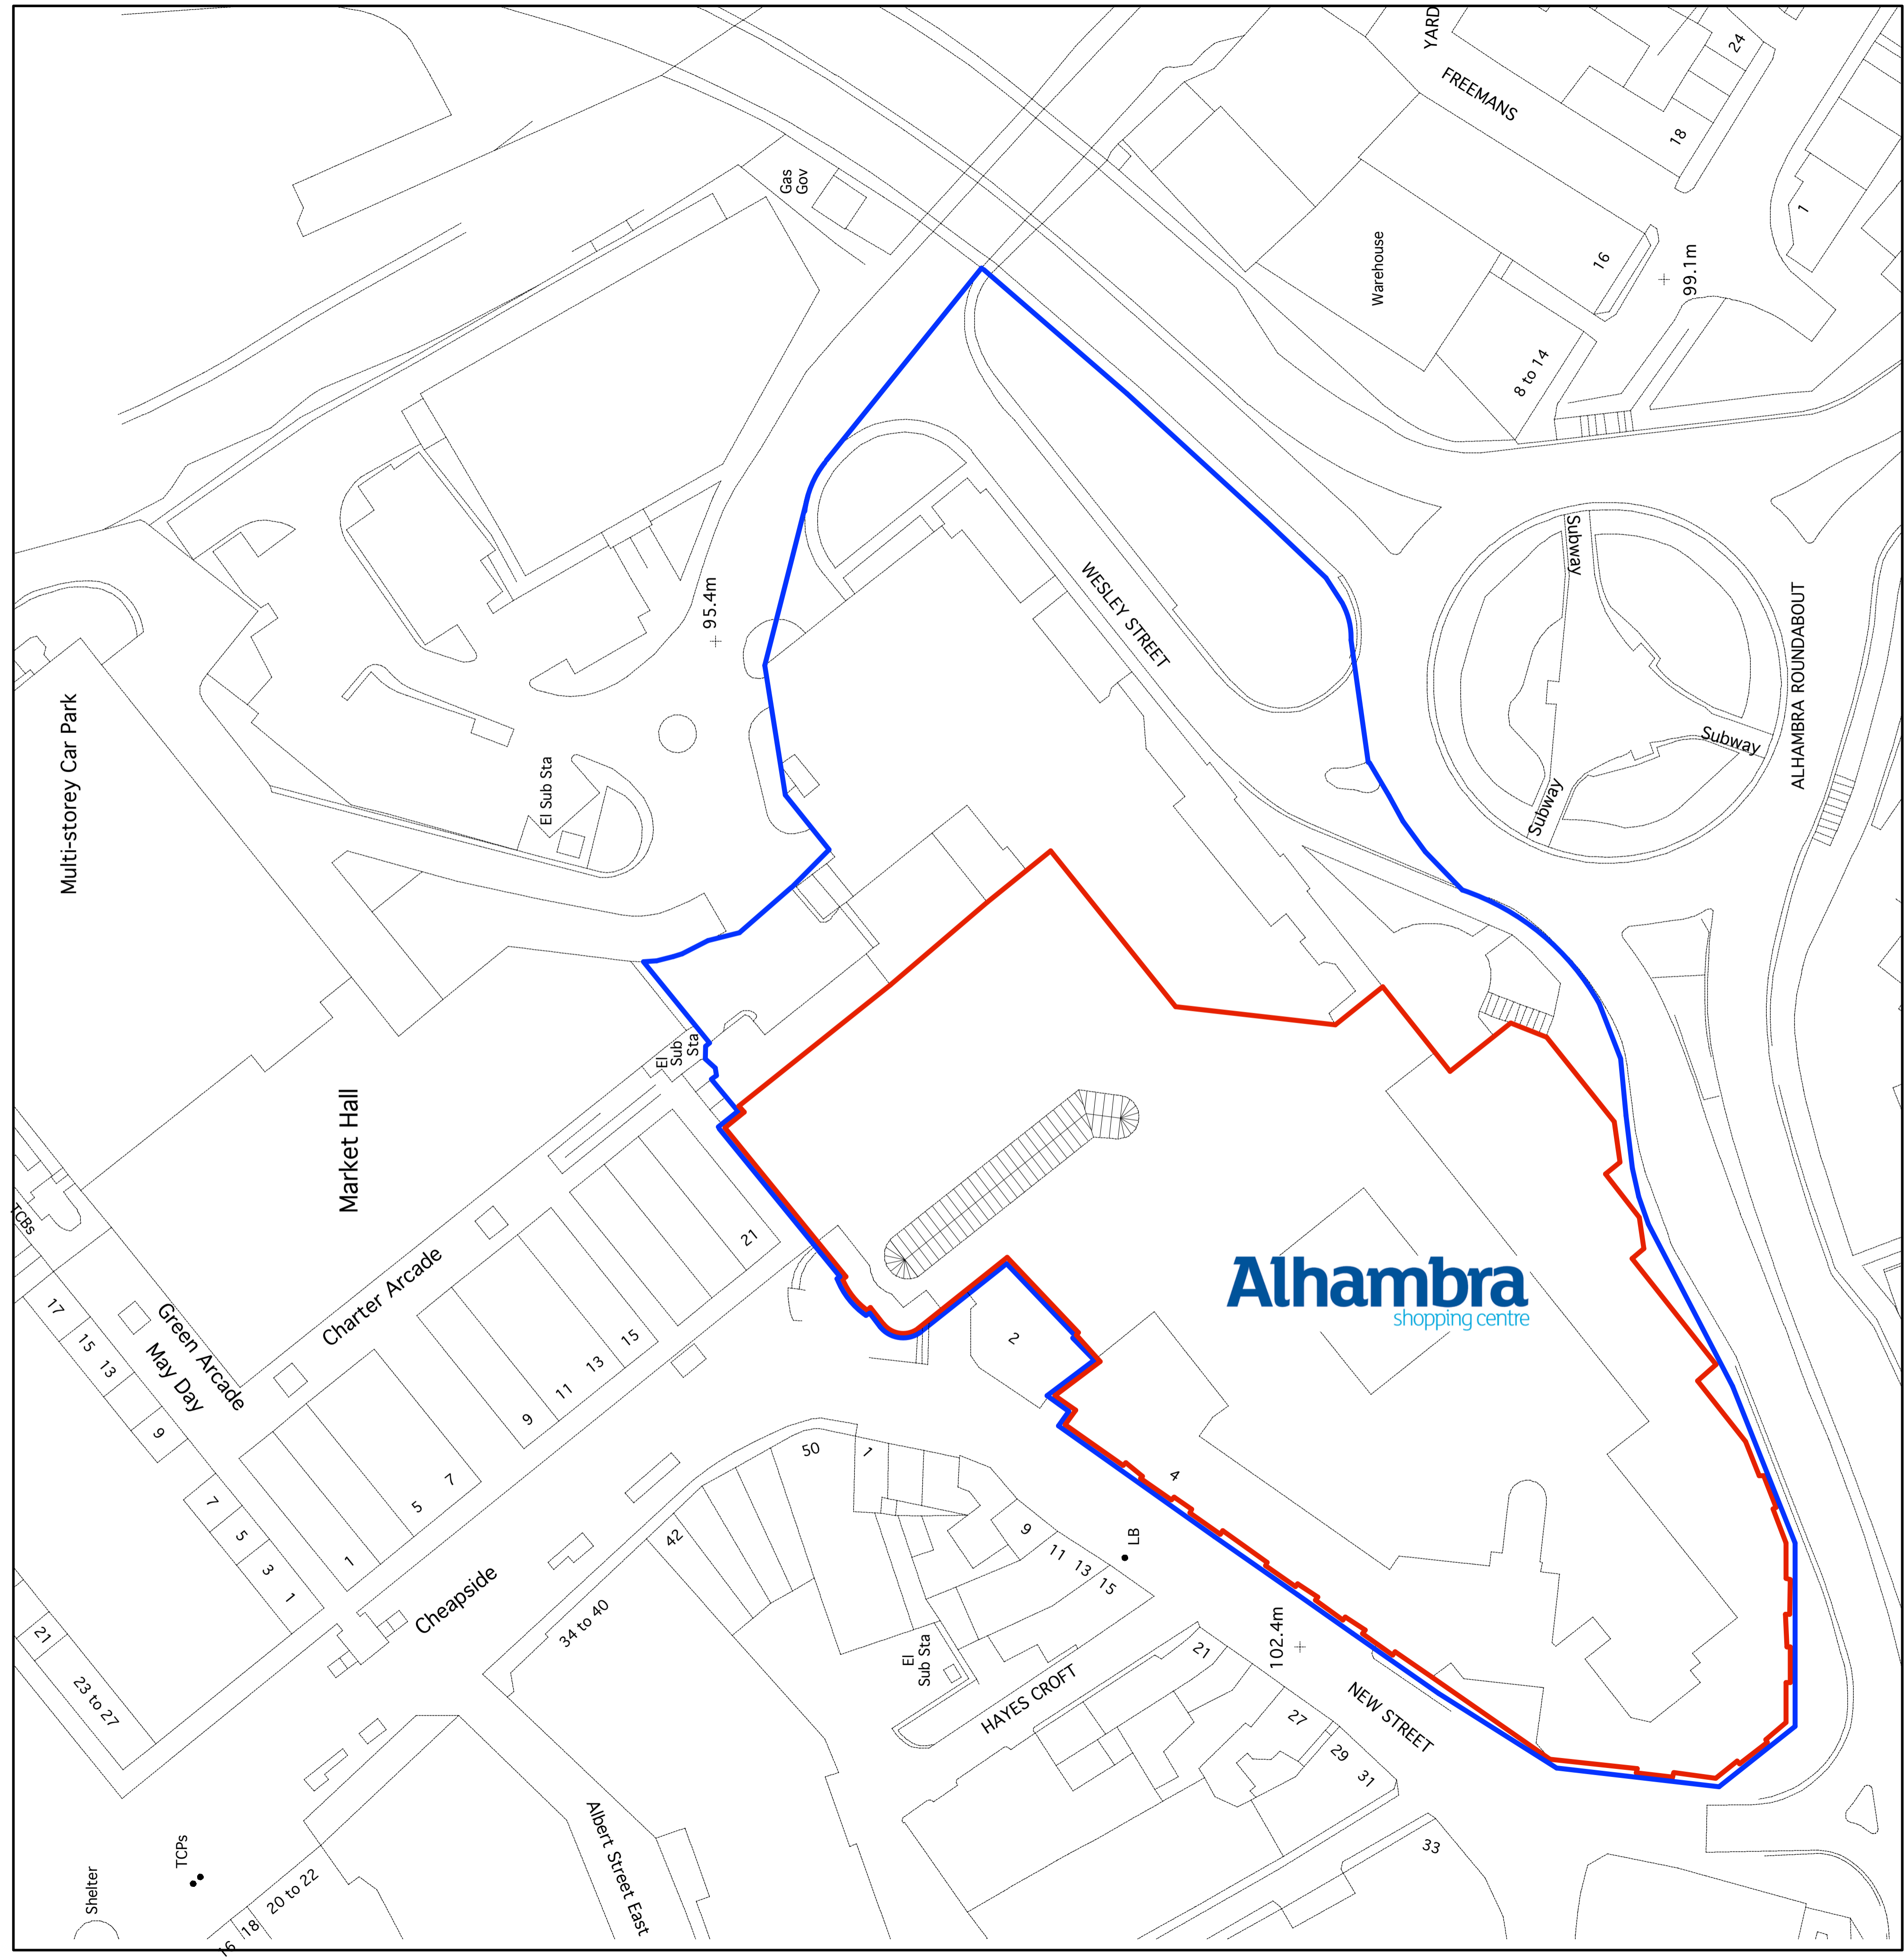 YARD
FREEMANS
24
18
16
1
99.1m
Warehouse
8 to 14
Gas
Gov
WESLEY STREET
95.4m
Subway
Subway
Subway
ALHAMBRA ROUNDABOUT
Multi-storey Car Park
El Sub Sta
El
Sub
Sta
Market Hall
Charter Arcade
TCBs
Green Arcade
May Day
17
15
13
9
7
5
3
1
21
15
13
11
9
7
5
1
Cheapside
21
23 to 27
Alhambra
shopping centre
2
4
50
1
42
34 to 40
9
11
13
15
LB
El
Sub Sta
HAYES CROFT
21
102.4m
NEW STREET
27
29
31
33
Albert Street East
TCPs
Shelter
20 to 22
18
16